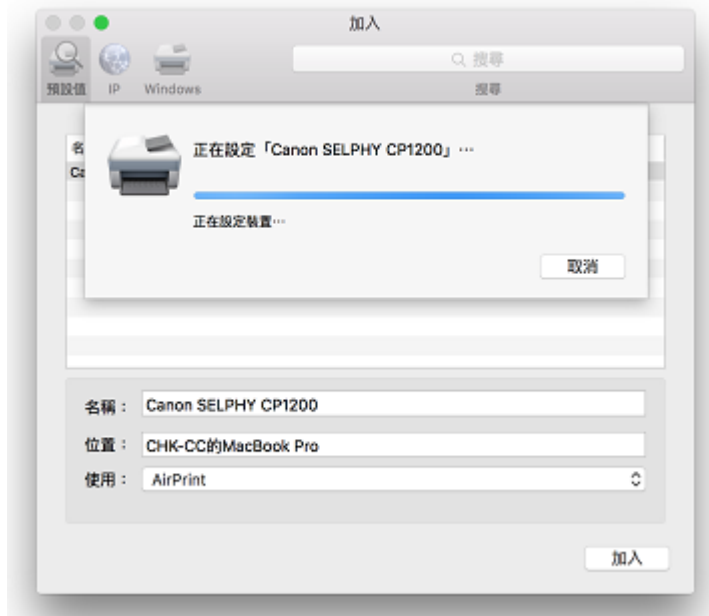 加入
搜尋
預設值 IP Windows 搜尋
名
Ca
正在設定「Canon SELPHY CP1200」⋯
正在設定裝置⋯
取消
名稱： Canon SELPHY CP1200
位置： CHK-CC的MacBook Pro
使用： AirPrint
加入